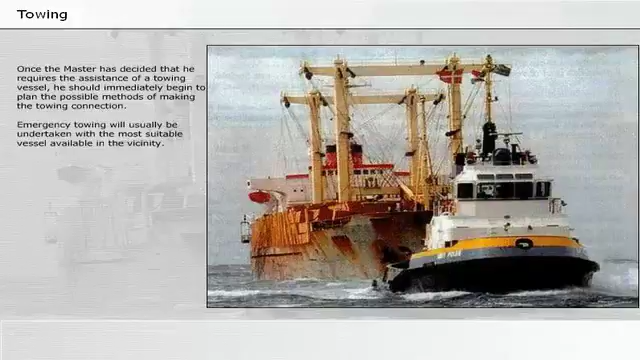 Towing
Once the Master has decided that he
requires the assistance of a towing
vessel, he should immediately begin to
plan the possible methods of making
the towing connection.
Emergency towing will usually be
undertaken with the most suitable
vessel available in the vicinity.